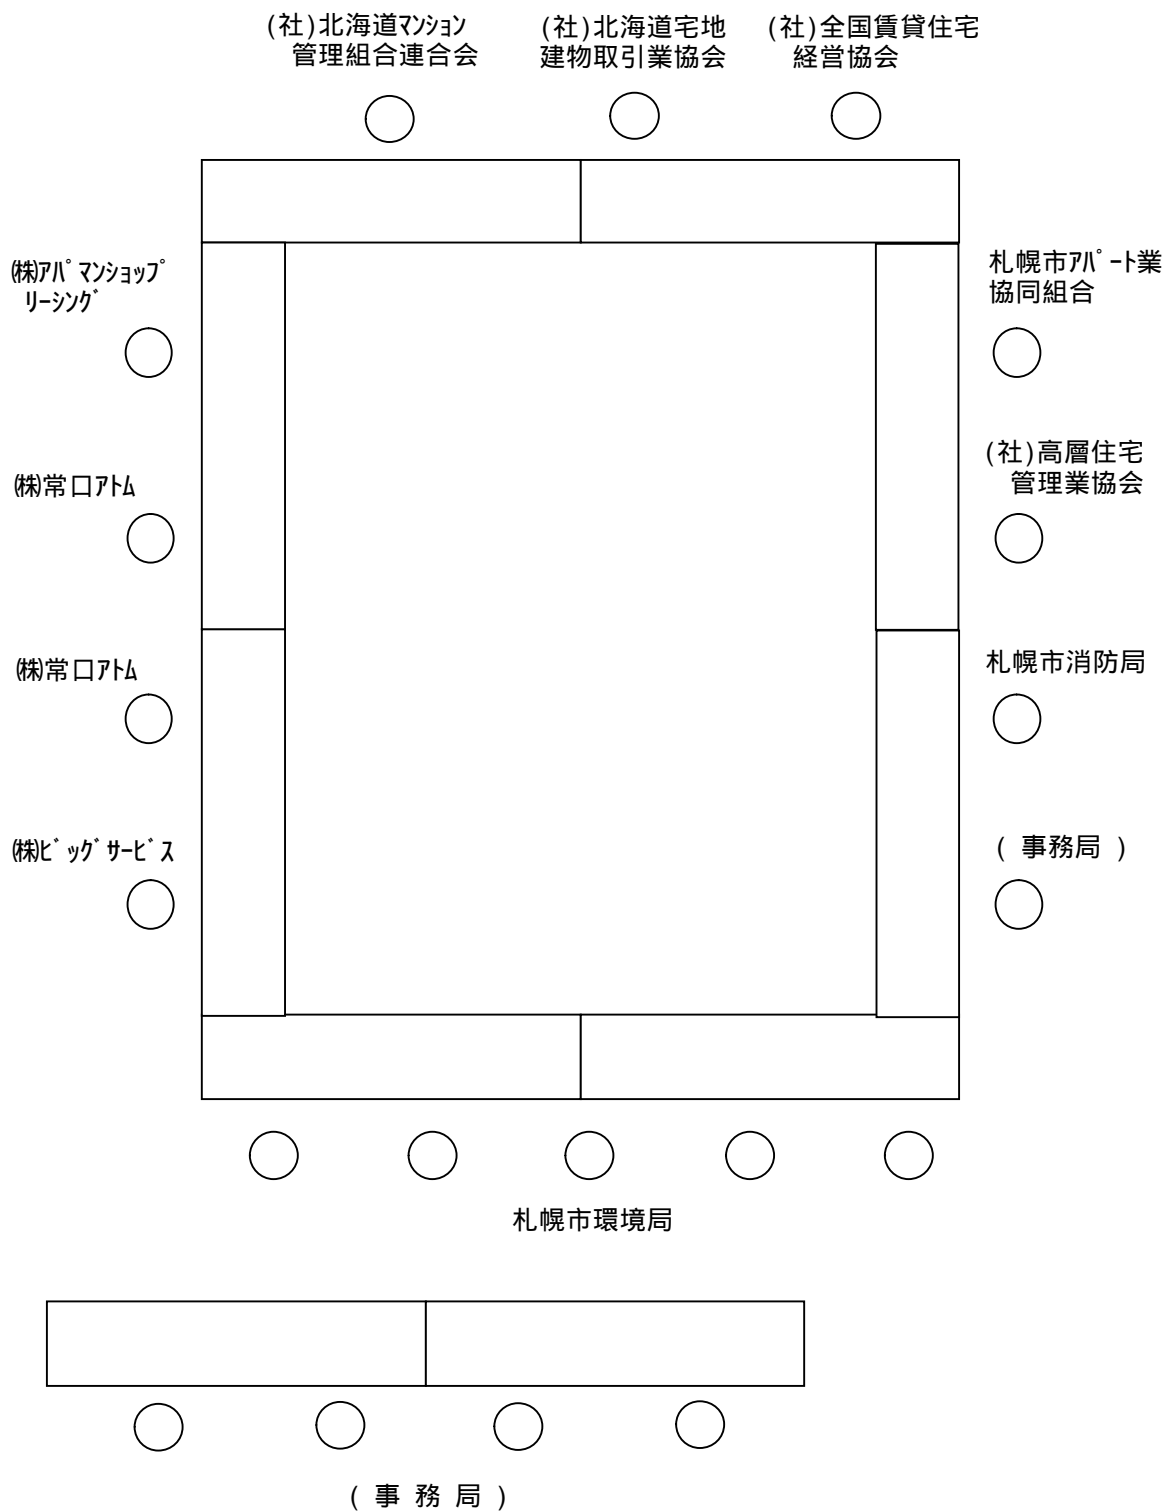 (社)北海道ﾏﾝｼｮﾝ
管理組合連合会
(社)北海道宅地
建物取引業協会
(社)全国賃貸住宅
経営協会
㈱ｱﾊﾟﾏﾝｼｮｯﾌﾟ
ﾘｰｼﾝｸﾞ
札幌市ｱﾊﾟｰﾄ業
協同組合
㈱常口ｱﾄﾑ
(社)高層住宅
管理業協会
㈱常口ｱﾄﾑ
札幌市消防局
㈱ﾋﾞｯｸﾞｻｰﾋﾞｽ
( 事務局 )
札幌市環境局
( 事 務 局 )